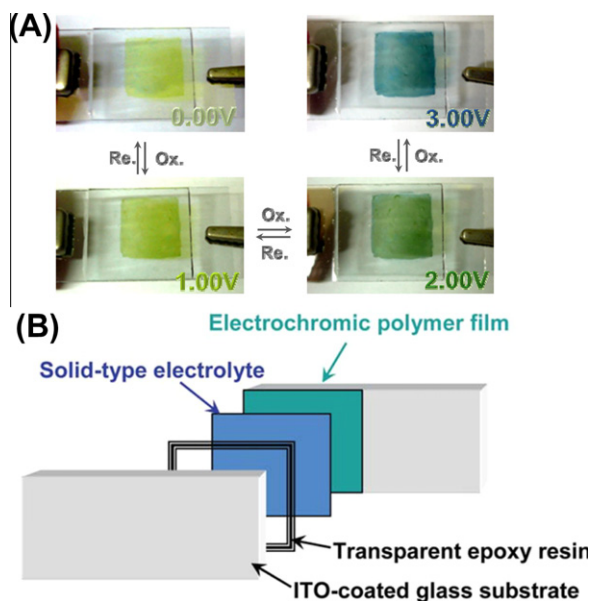 (A)
0.00V
3.00V
Re. Ox.
Re. Ox.
Ox.
Re.
1.00V
2.00V
(B)
Electrochromic polymer film
Solid-type electrolyte
Transparent epoxy resin
ITO-coated glass substrate